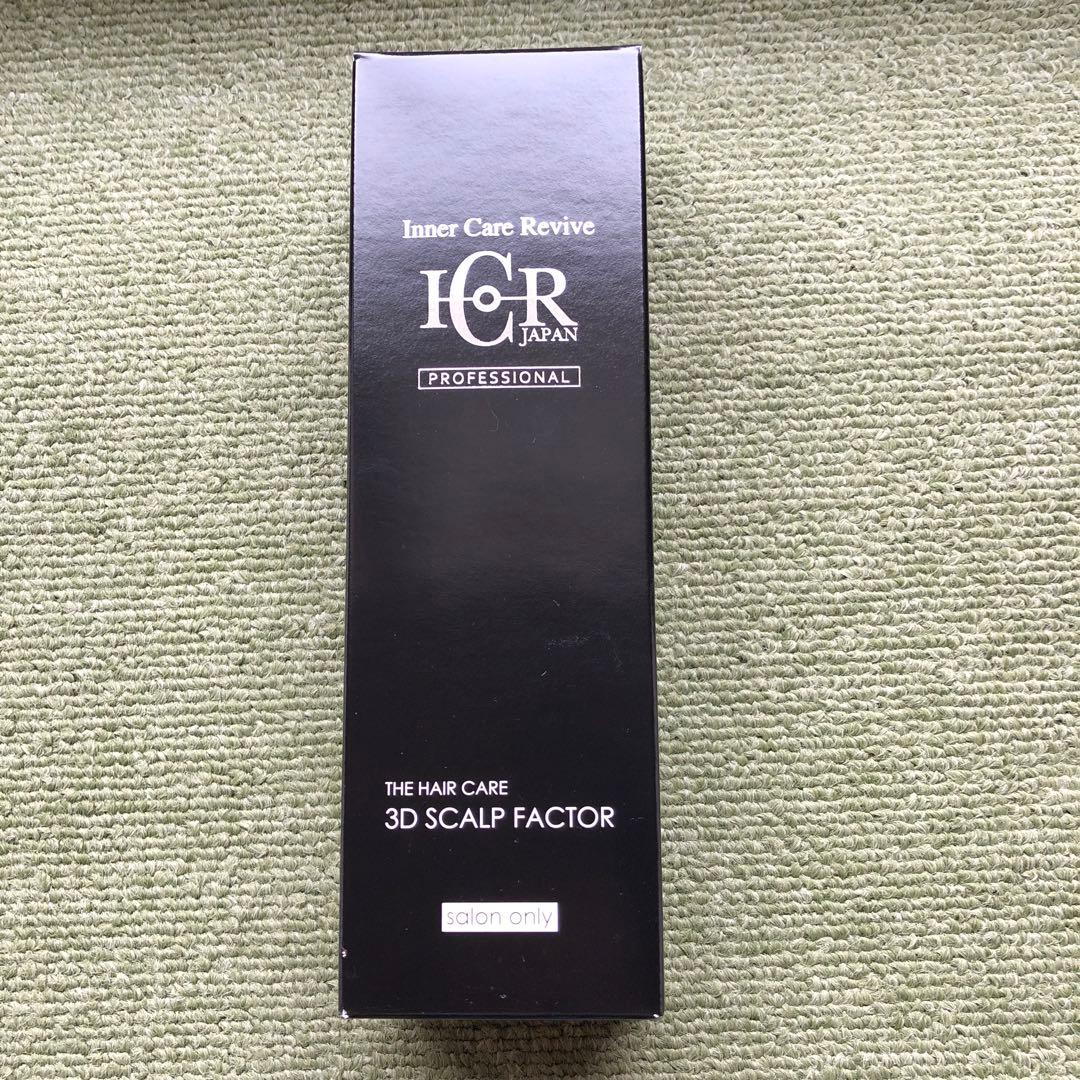 Inner Care Revive
ICR
JAPAN
PROFESSIONAL
THE HAIR CARE
3D SCALP FACTOR
salon only